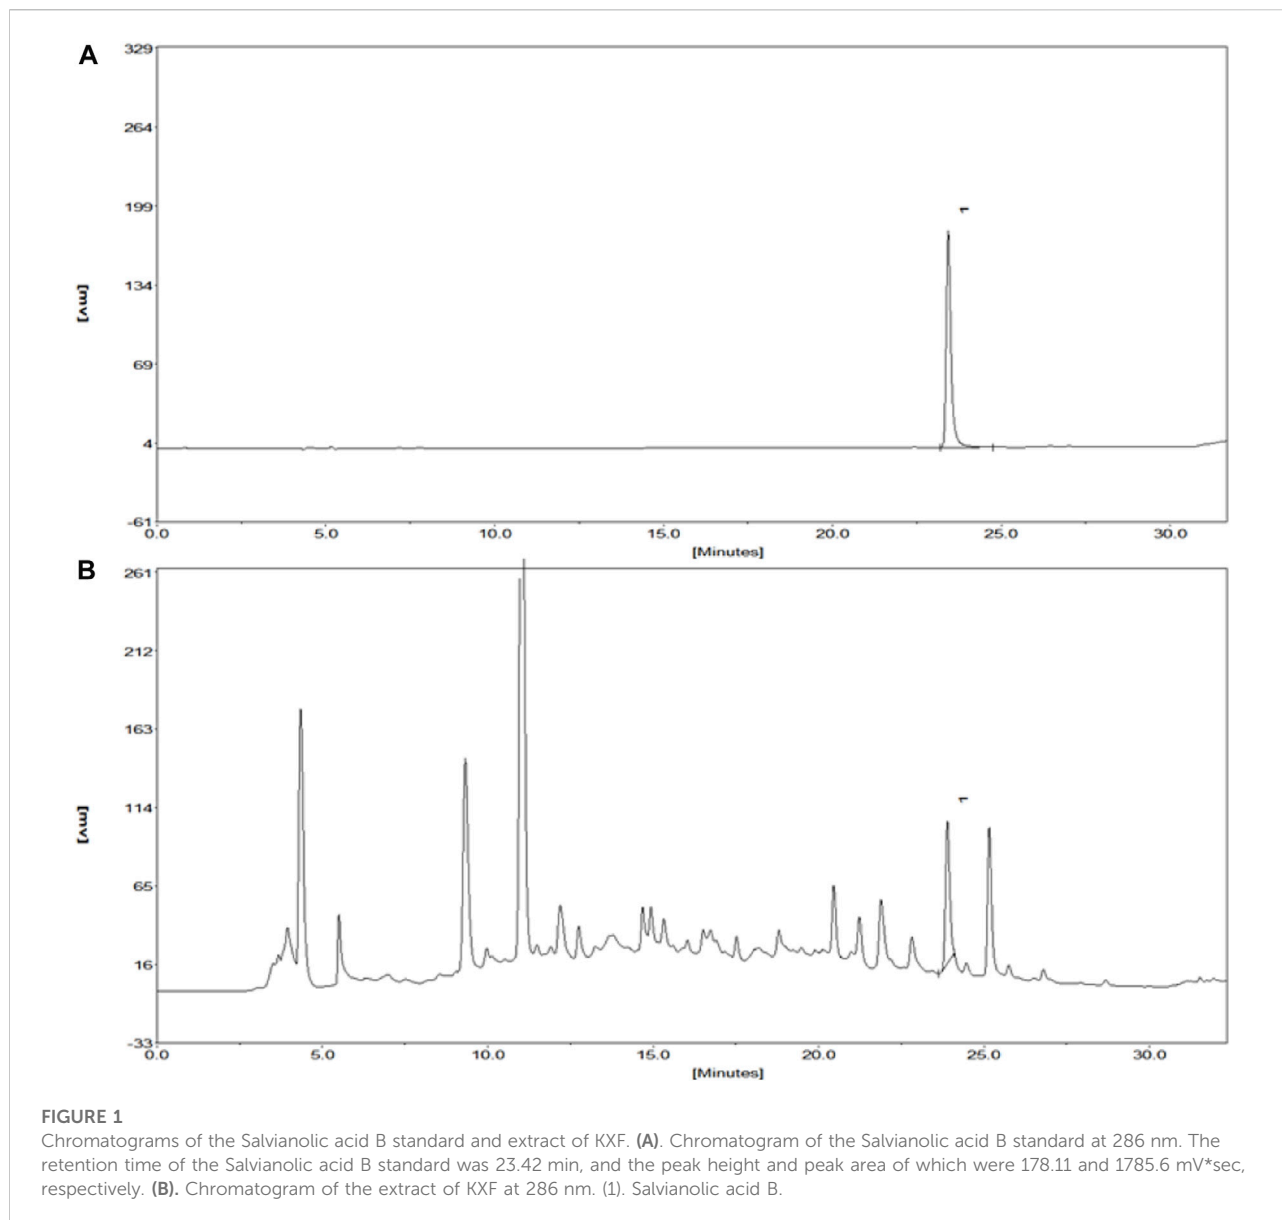 A
329
264
199
134
69
4
-61
[mv]
1
0.0 5.0 10.0 15.0 20.0 25.0 30.0
[Minutes]
B
261
212
163
114
65
16
-33
[mv]
1
0.0 5.0 10.0 15.0 20.0 25.0 30.0
[Minutes]
FIGURE 1
Chromatograms of the Salvianolic acid B standard and extract of KXF. (A). Chromatogram of the Salvianolic acid B standard at 286 nm. The
retention time of the Salvianolic acid B standard was 23.42 min, and the peak height and peak area of which were 178.11 and 1785.6 mV*sec,
respectively. (B). Chromatogram of the extract of KXF at 286 nm. (1). Salvianolic acid B.